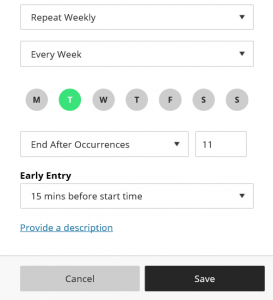 Repeat Weekly
Every Week
M T W T F S S
End After Occurrences 11
Early Entry
15 mins before start time
Provide a description
Cancel Save